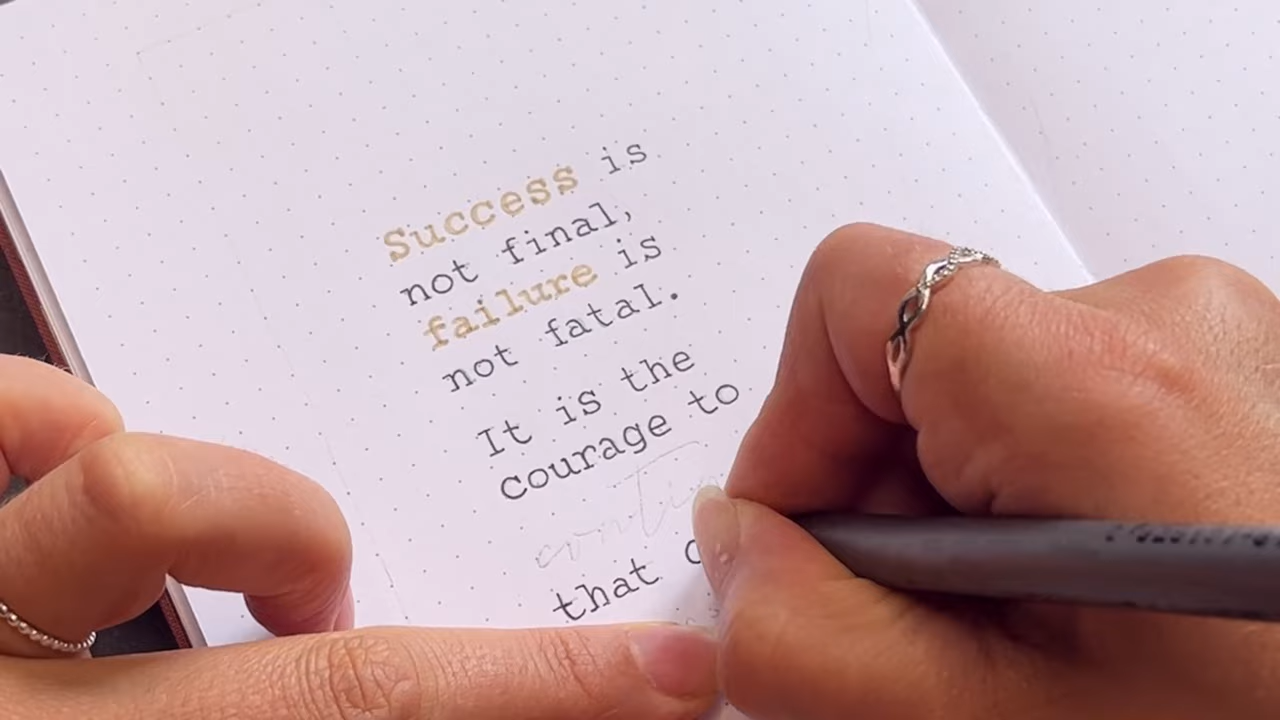 Success is
not final,
failure is
not fatal.
It is the
courage to
that